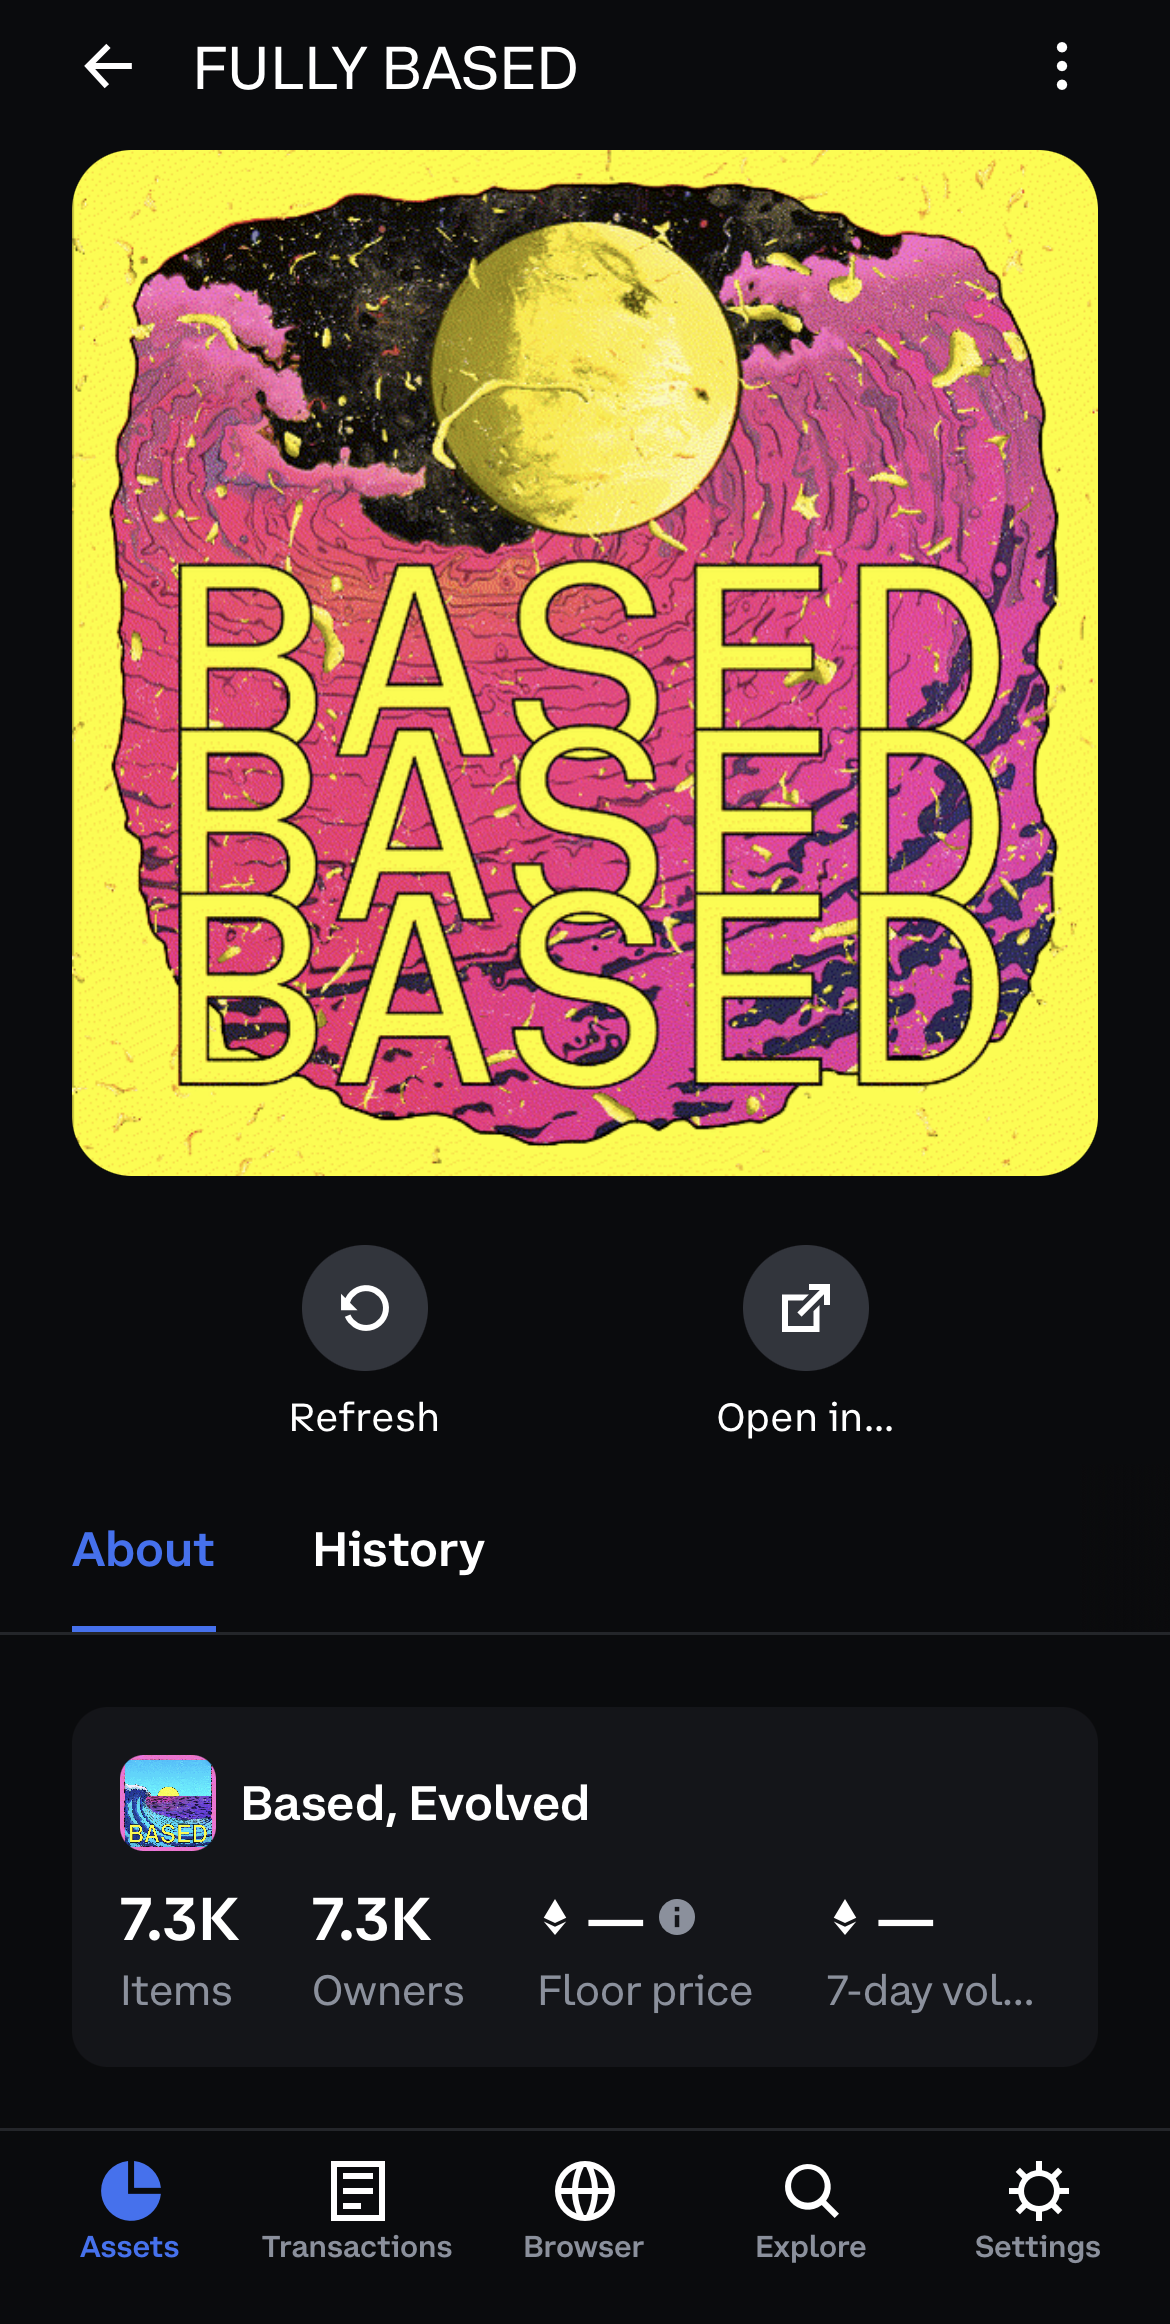 FULLY BASED
BASED
BASED
BASED
Refresh
Open in...
About
History
BASED
Based, Evolved
7.3K
7.3K
—
—
Items
Owners
Floor price
7-day vol...
Assets
Transactions
Browser
Explore
Settings